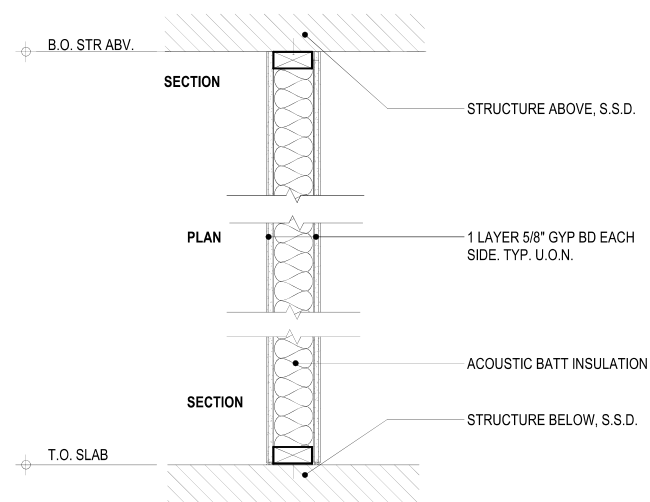 B.O. STR ABV.
SECTION
STRUCTURE ABOVE, S.S.D.
PLAN
1 LAYER 5/8" GYP BD EACH
SIDE. TYP. U.O.N.
ACOUSTIC BATT INSULATION
SECTION
STRUCTURE BELOW, S.S.D.
T.O. SLAB